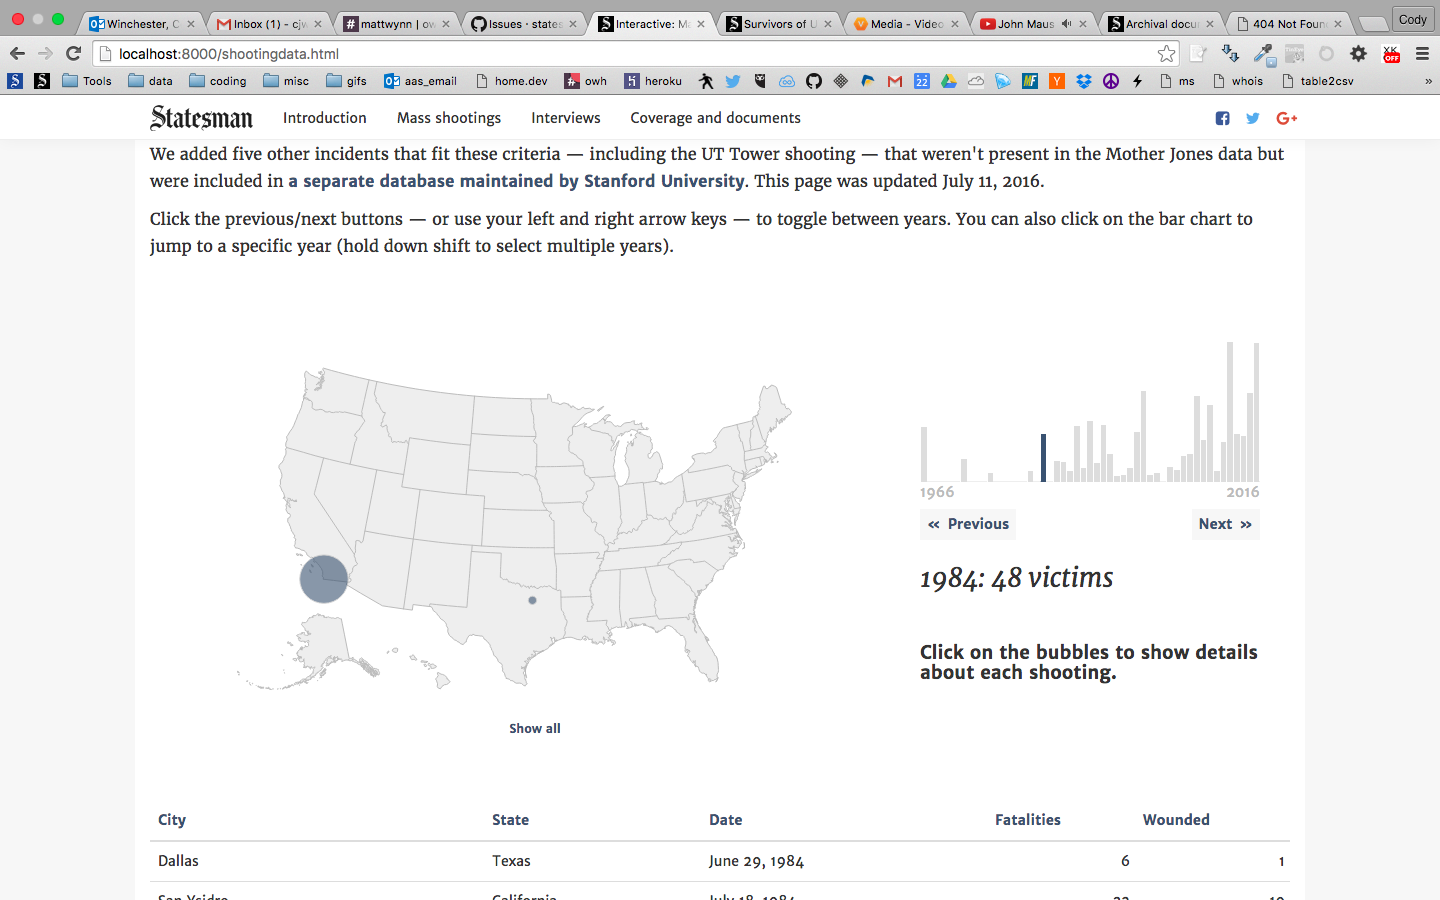 Winchester, C
Inbox (1) - cjw
mattwynn | ow
Issues · states
Interactive: Ma
Survivors of U
Media - Video
John Maus
Archival docu
404 Not Foun
Cody
localhost:8000/shootingdata.html
Tools
data
coding
misc
gifs
aas_email
home.dev
owh
heroku
ms
whois
table2csv
»
Statesman
Introduction
Mass shootings
Interviews
Coverage and documents
We added five other incidents that fit these criteria — including the UT Tower shooting — that weren't present in the Mother Jones data but
were included in a separate database maintained by Stanford University. This page was updated July 11, 2016.
Click the previous/next buttons — or use your left and right arrow keys — to toggle between years. You can also click on the bar chart to
jump to a specific year (hold down shift to select multiple years).
1966
2016
« Previous
Next »
1984: 48 victims
Click on the bubbles to show details
about each shooting.
Show all
City State Date Fatalities Wounded
Dallas Texas June 29, 1984 6 1
San Ysidro California July 18, 1984 22 19